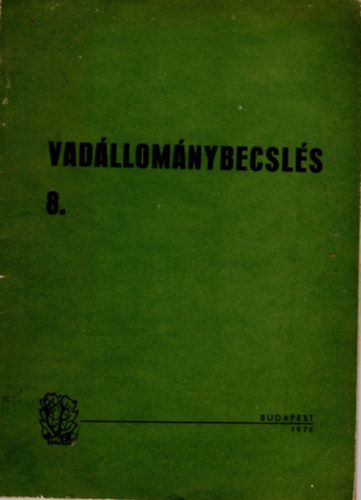 VADÁLLOMÁNYBECSLÉS
8.
BUDAPEST
1976